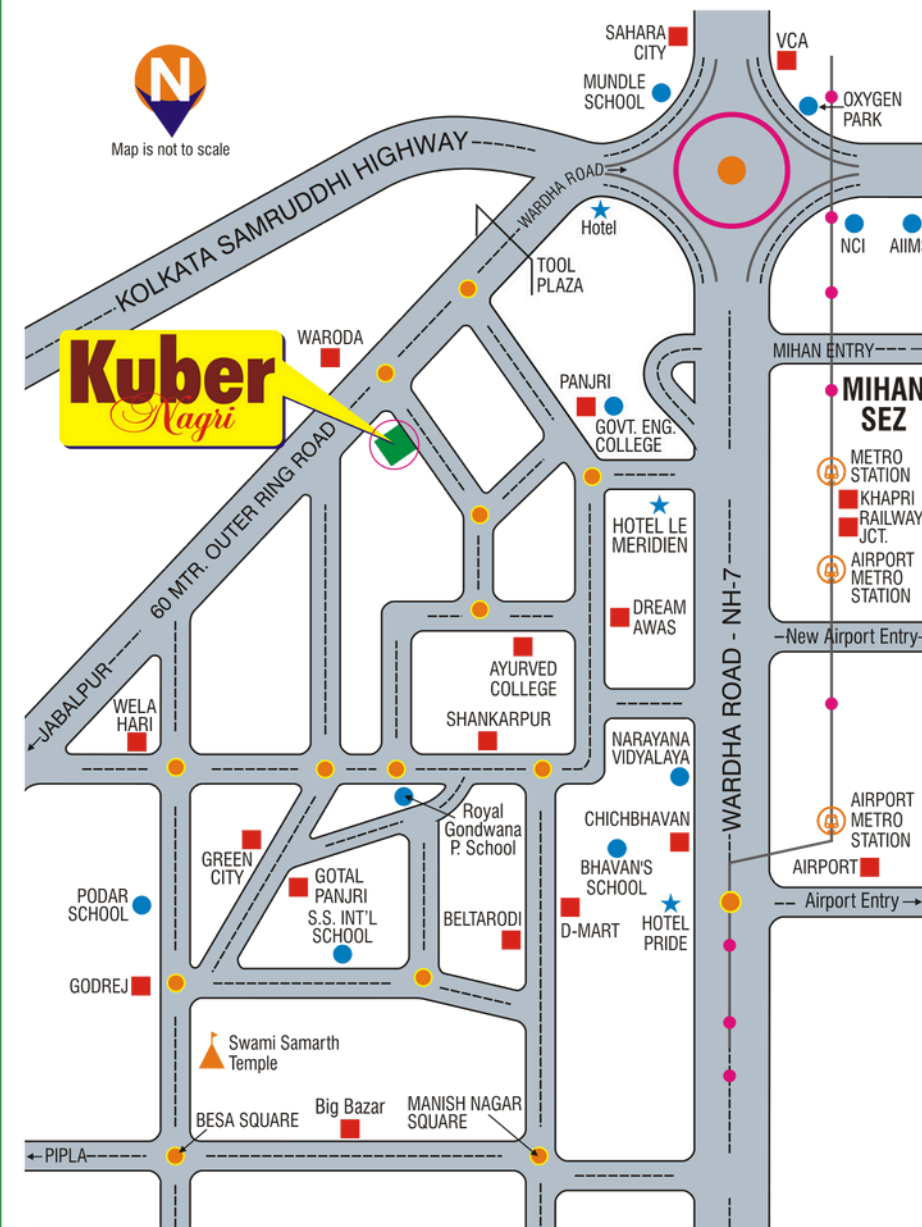 SAHARA
CITY
VCA
N
MUNDLE
SCHOOL
OXYGEN
PARK
Map is not to scale
KOLKATA SAMRUDDHI HIGHWAY
WARDHA ROAD
Hotel
NCI
AIIM
TOOL
PLAZA
WARODA
Kuber
Nagri
MIHAN ENTRY
PANJRI
GOVT. ENG.
COLLEGE
MIHAN
SEZ
60 MTR. OUTER RING ROAD
METRO
STATION
KHAPRI
RAILWAY
JCT.
HOTEL LE
MERIDIEN
AIRPORT
METRO
STATION
DREAM
AWAS
WARDHA ROAD - NH-7
New Airport Entry
AYURVED
COLLEGE
JABALPUR
WELA
HARI
SHANKARPUR
NARAYANA
VIDYALAYA
Royal
Gondwana
P. School
CHICHBHAVAN
AIRPORT
METRO
STATION
GREEN
CITY
GOTAL
PANJRI
BHAVAN'S
SCHOOL
AIRPORT
PODAR
SCHOOL
S.S. INT'L
SCHOOL
BELTARODI
D-MART
HOTEL
PRIDE
Airport Entry
GODREJ
Swami Samarth
Temple
BESA SQUARE
Big Bazar
MANISH NAGAR
SQUARE
PIPLA